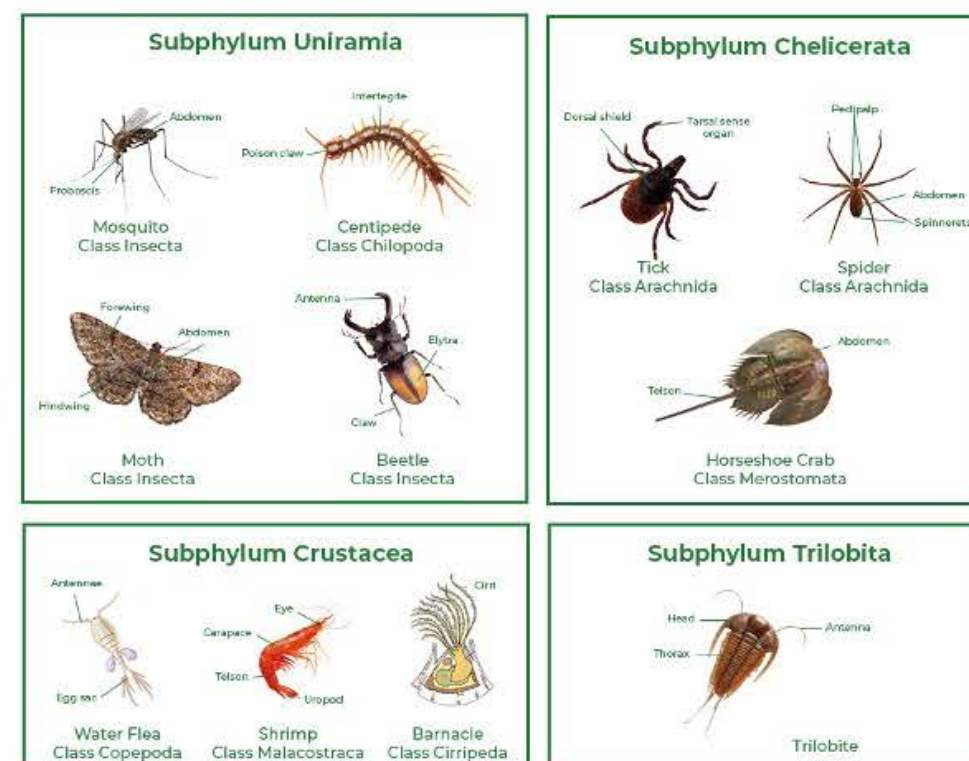 Subphylum Uniramia
Abdomen
Proboscis
Mosquito
Class Insecta
Intertegite
Poison claw
Centipede
Class Chilopoda
Forewing
Abdomen
Hindwing
Moth
Class Insecta
Antenna
Elytra
Claw
Beetle
Class Insecta
Subphylum Chelicerata
Dorsal shield
Tarsal sense
organ
Tick
Class Arachnida
Pedipalp
Abdomen
Spinnerets
Spider
Class Arachnida
Abdomen
Telson
Horseshoe Crab
Class Merostomata
Subphylum Crustacea
Antennae
Egg sac
Water Flea
Class Copepoda
Eye
Carapace
Telson
Uropod
Shrimp
Class Malacostraca
Cirri
Barnacle
Class Cirripeda
Subphylum Trilobita
Head
Antenna
Thorax
Trilobite